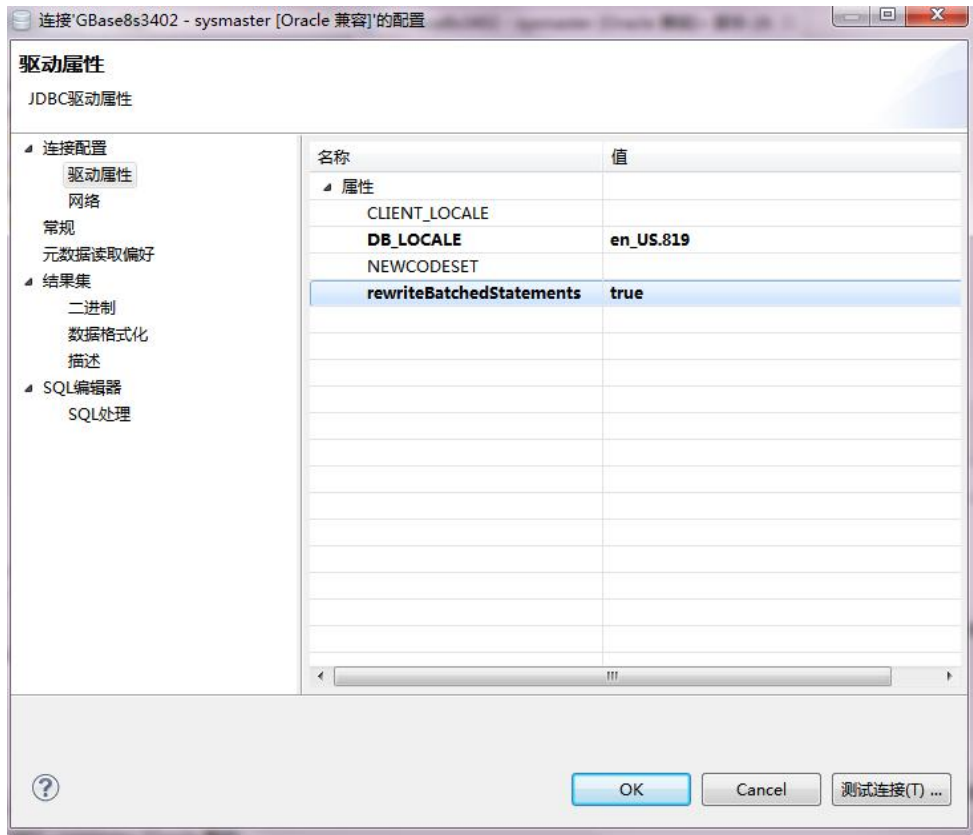 连接'GBase8s3402 - sysmaster [Oracle 兼容]'的配置
驱动属性
JDBC驱动属性
连接配置
驱动属性
网络
常规
元数据读取偏好
结果集
二进制
数据格式化
描述
SQL编辑器
SQL处理
名称 值
属性
CLIENT_LOCALE
DB_LOCALE en_US.819
NEWCODESET
rewriteBatchedStatements true
OK Cancel 测试连接(T) ...